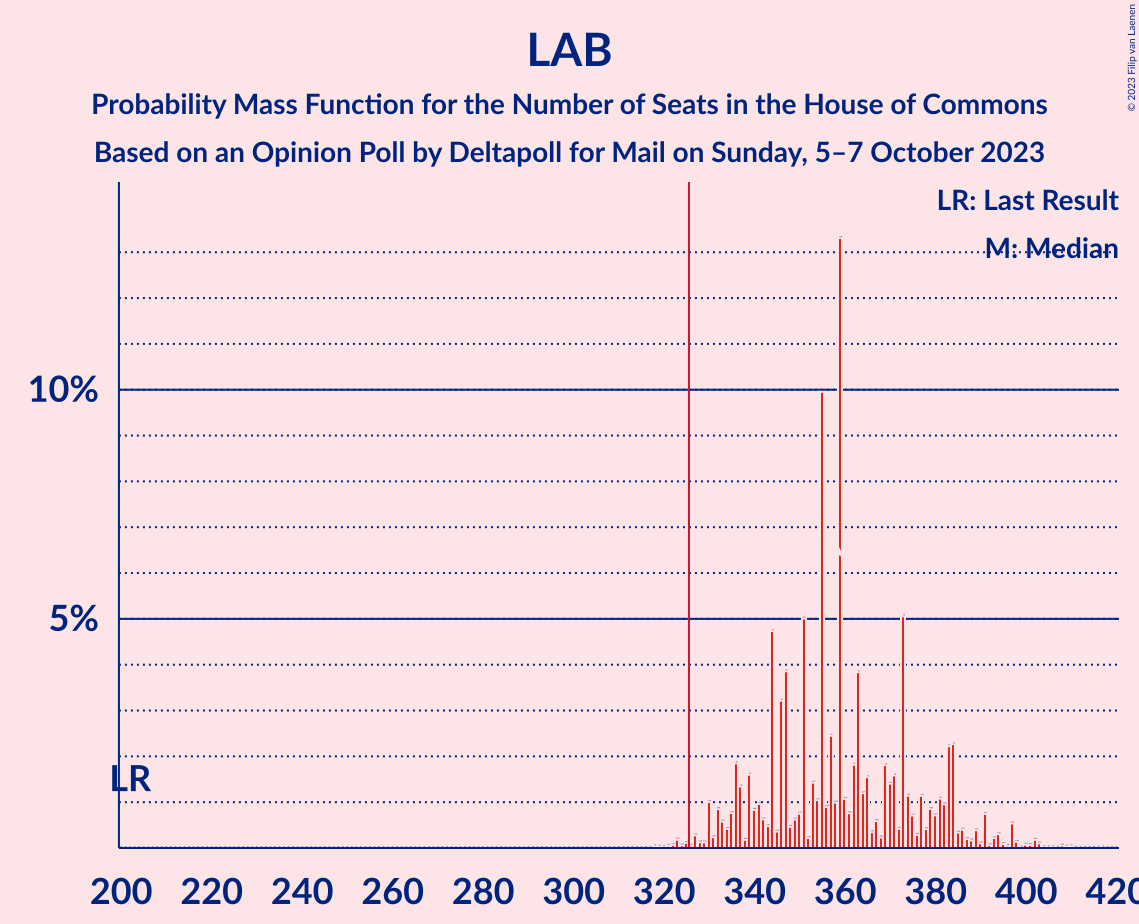 LAB
Probability Mass Function for the Number of Seats in the House of Commons
Based on an Opinion Poll by Deltapoll for Mail on Sunday, 5–7 October 2023
© 2023 Filip van Laenen
LR: Last Result
M: Median
10%
5%
LR
200 220 240 260 280 300 320 340 360 380 400 420